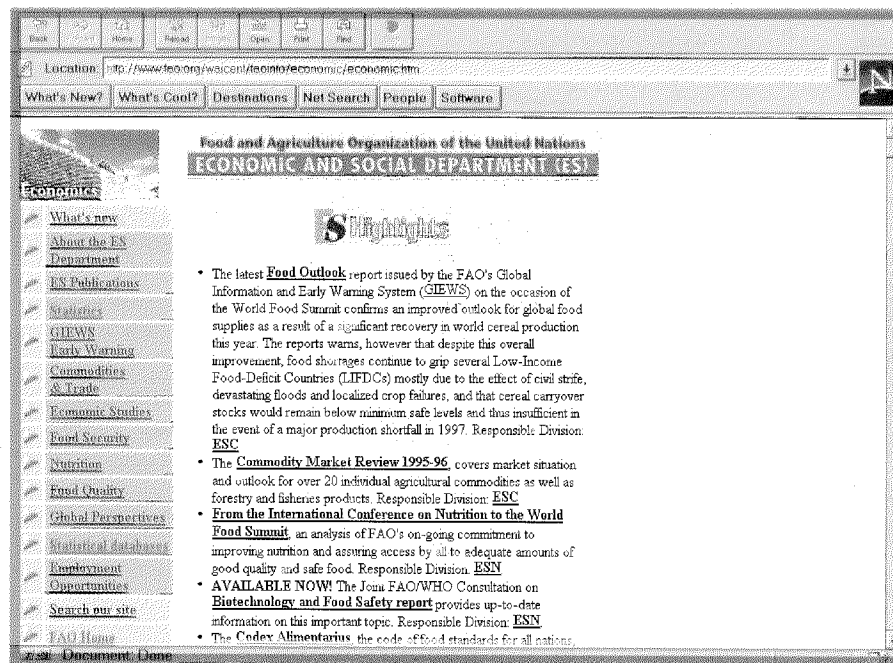 Back Home Reload Open Print Find
Location: http://www.fao.org/waicent/faoinfo/economic/economic.htm
What's New? What's Cool? Destinations Net Search People Software
Food and Agriculture Organization of the United Nations
ECONOMIC AND SOCIAL DEPARTMENT (ES)
Economics
What's new
About the ES
Department
ES Publications
Statistics
GIEWS
Early Warning
Commodities
& Trade
Economic Studies
Food Security
Nutrition
Food Quality
Global Perspectives
Statistical databases
Employment
Opportunities
Search our site
FAO Home
ES Highlights
• The latest Food Outlook report issued by the FAO's Global
Information and Early Warning System (GIEWS) on the occasion of
the World Food Summit confirms an improved outlook for global food
supplies as a result of a significant recovery in world cereal production
this year. The reports warns, however that despite this overall
improvement, food shortages continue to grip several Low-Income
Food-Deficit Countries (LIFDCs) mostly due to the effect of civil strife,
devastating floods and localized crop failures, and that cereal carryover
stocks would remain below minimum safe levels and thus insufficient in
the event of a major production shortfall in 1997. Responsible Division:
ESC
• The Commodity Market Review 1995-96, covers market situation
and outlook for over 20 individual agricultural commodities as well as
forestry and fisheries products. Responsible Division: ESC
• From the International Conference on Nutrition to the World
Food Summit, an analysis of FAO's on-going commitment to
improving nutrition and assuring access by all to adequate amounts of
good quality and safe food. Responsible Division: ESN
• AVAILABLE NOW! The Joint FAO/WHO Consultation on
Biotechnology and Food Safety report provides up-to-date
information on this important topic. Responsible Division: ESN
• The Codex Alimentarius, the code of food standards for all nations,
Document: Done